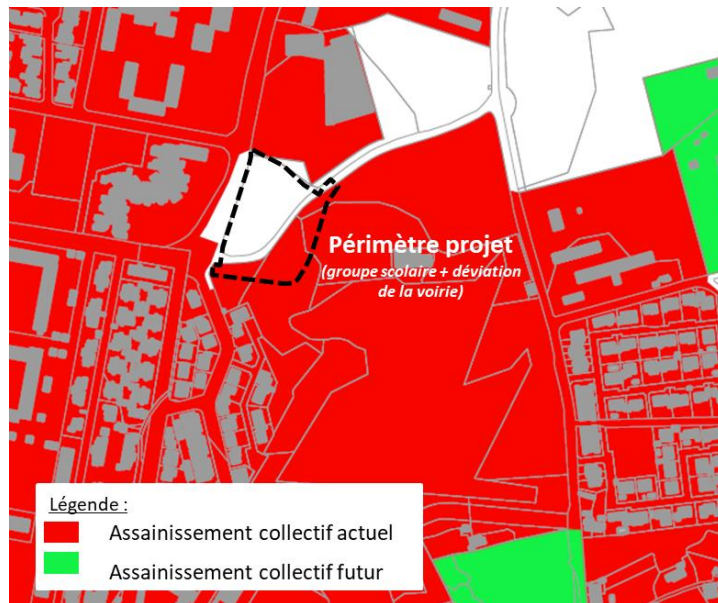 Périmètre projet
(groupe scolaire + déviation
de la voirie)
Légende :
Assainissement collectif actuel
Assainissement collectif futur